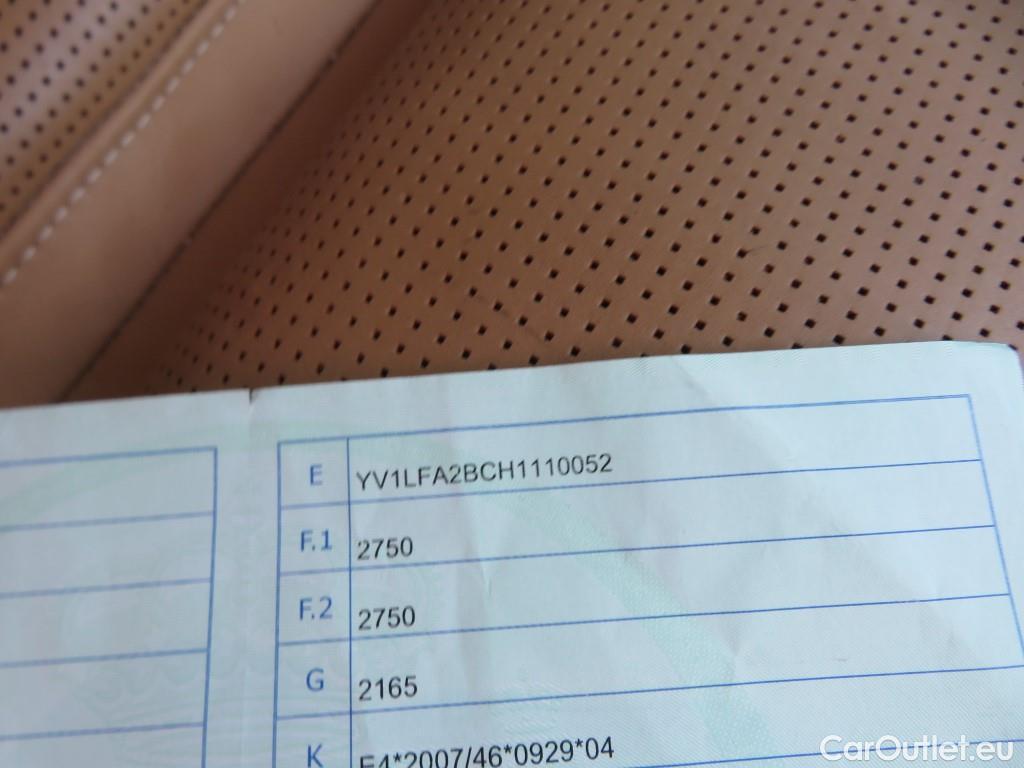 E YV1LFA2BCH1110052
F.1 2750
F.2 2750
G 2165
K E4*2007/46*0929*04
CarOutlet.eu